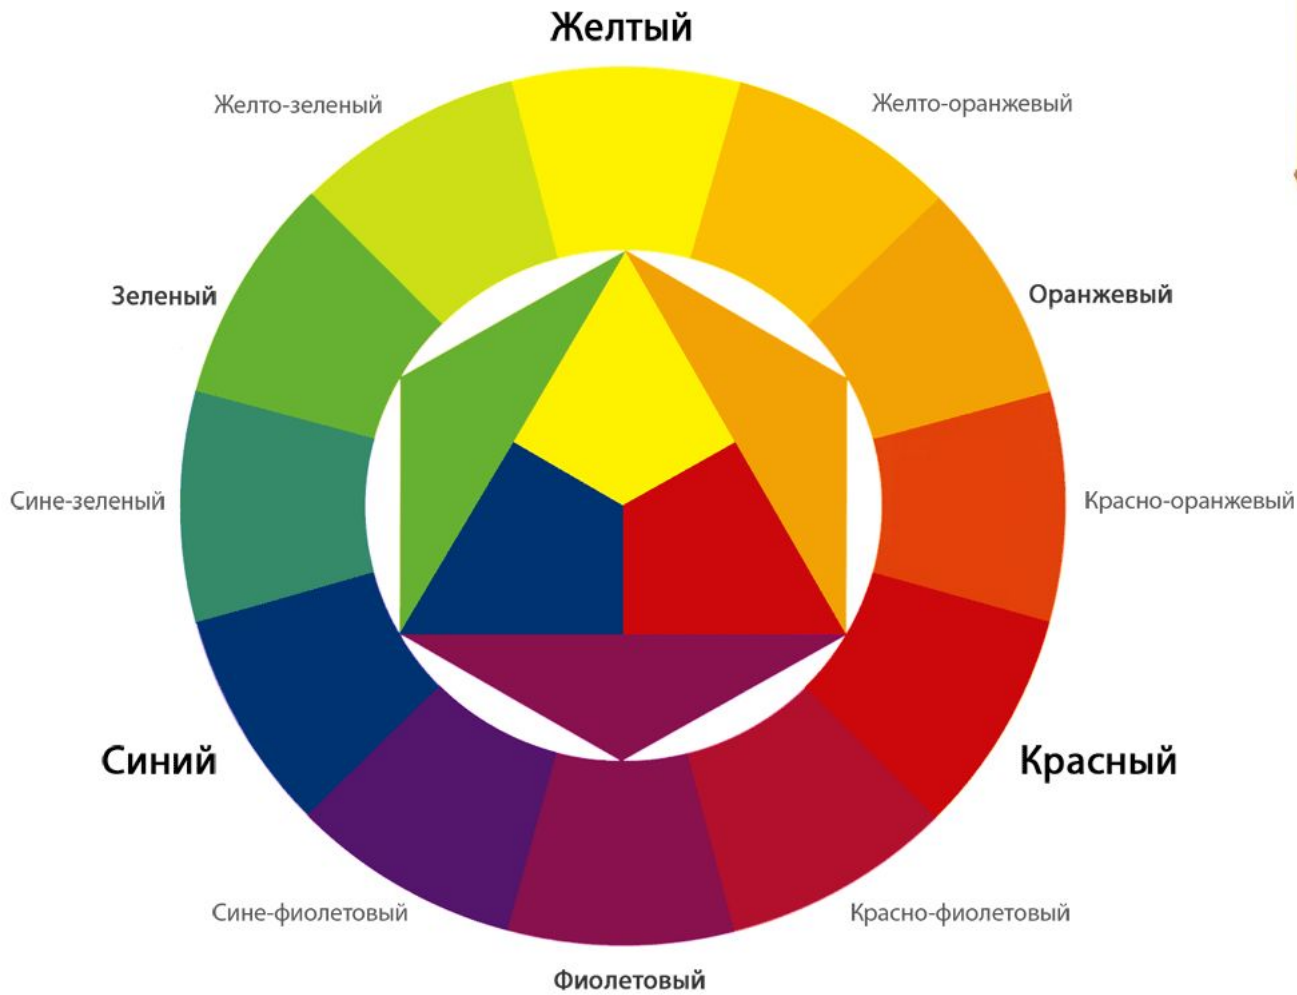 Желтый
Желто-зеленый
Желто-оранжевый
Зеленый
Оранжевый
Сине-зеленый
Красно-оранжевый
Синий
Красный
Сине-фиолетовый
Красно-фиолетовый
Фиолетовый